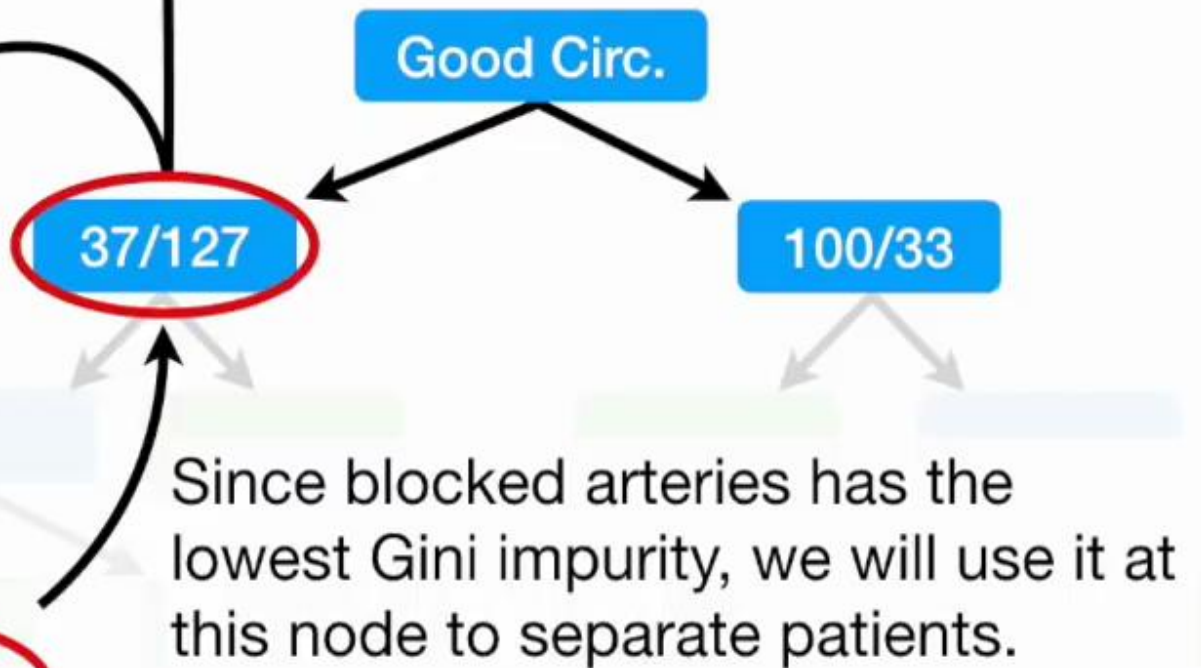 Good Circ.
37/127
100/33
Since blocked arteries has the
lowest Gini impurity, we will use it at
this node to separate patients.